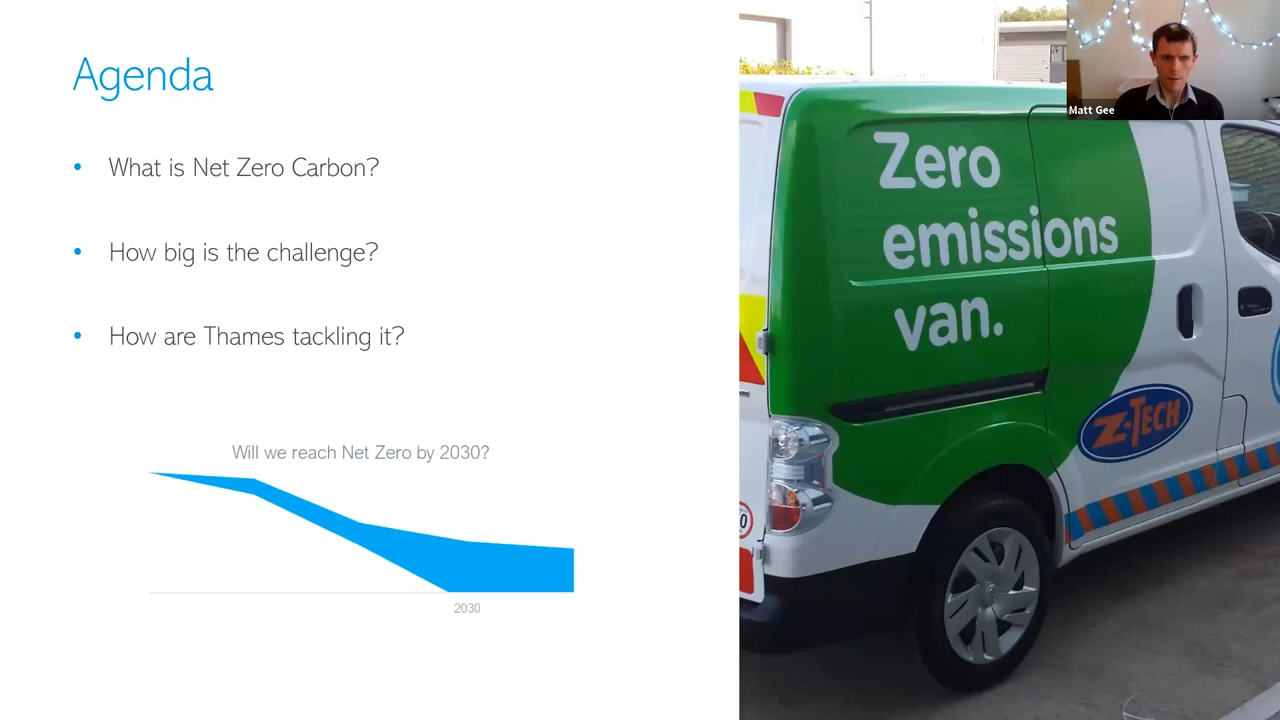 Agenda
• What is Net Zero Carbon?
• How big is the challenge?
• How are Thames tackling it?
Will we reach Net Zero by 2030?
2030
Zero
emissions
van.
Z-TECH
Matt Gee